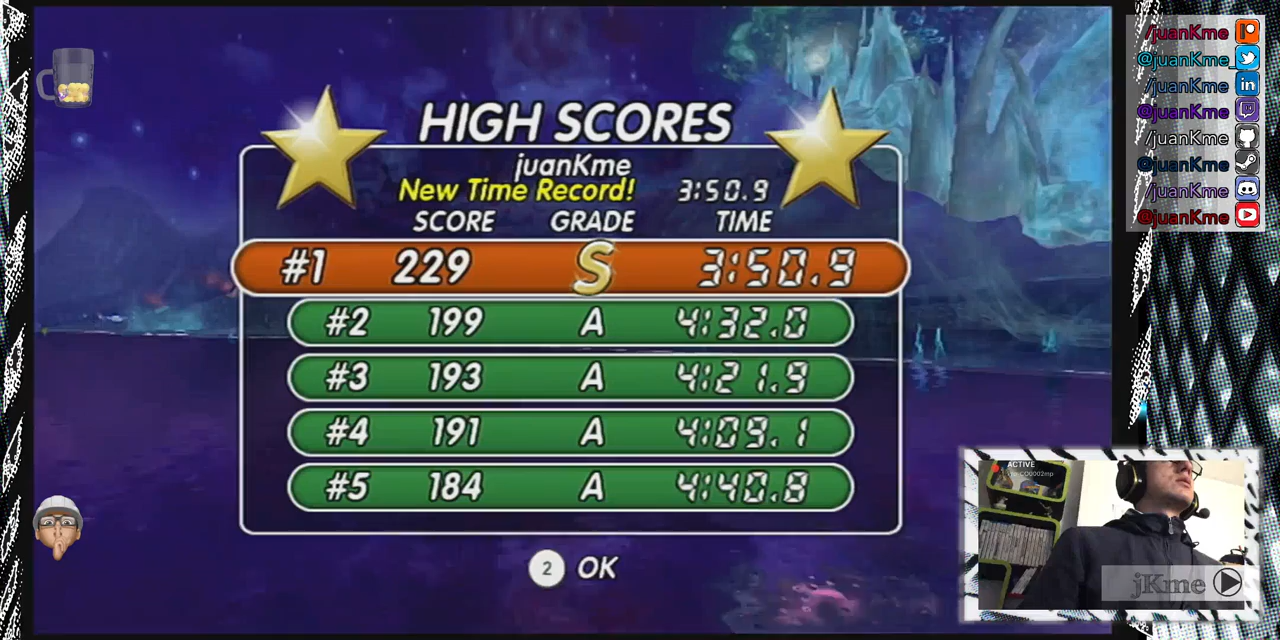 HIGH SCORES
juanKme
New Time Record! 3:50.9
SCORE GRADE TIME
#1 229 S 3:50.9
#2 199 A 4:32.0
#3 193 A 4:21.9
#4 191 A 4:09.1
#5 184 A 4:40.8
2 OK
/juanKme
@juanKme_
/juanKme
@juanKme
/juanKme
@juanKme
/juanKme
@juanKme
ACTIVE
jKme